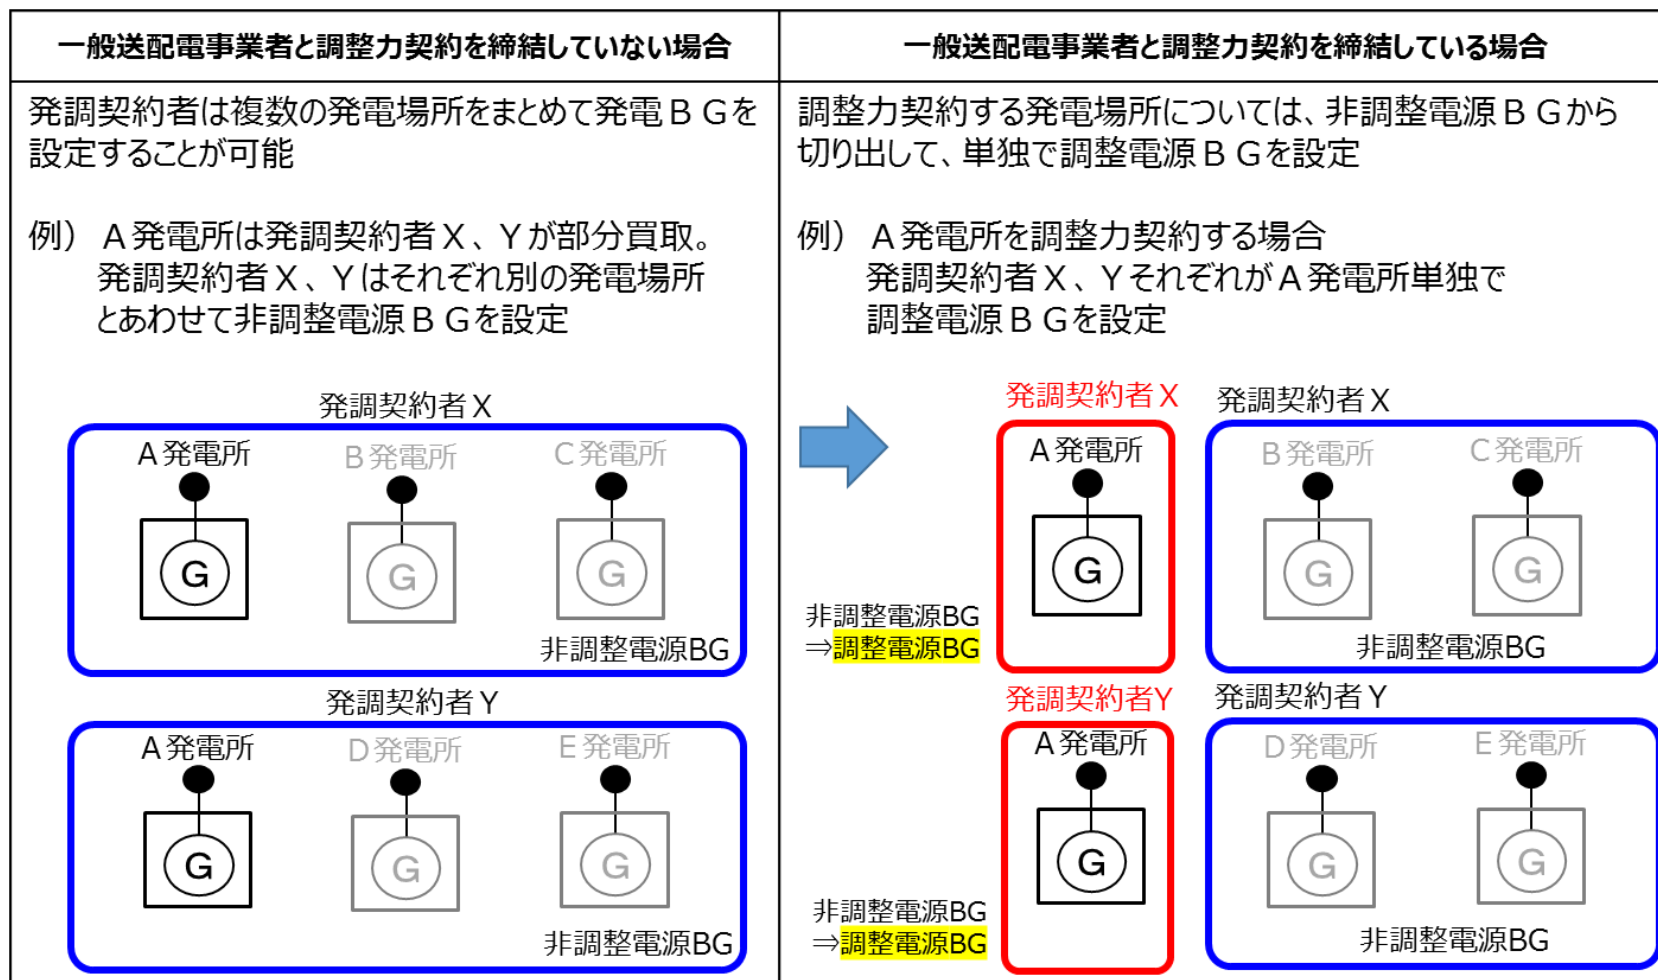 一般送配電事業者と調整力契約を締結していない場合
発調契約者は複数の発電場所をまとめて発電ＢＧを
設定することが可能
例） Ａ発電所は発調契約者Ｘ、Ｙが部分買取。
発調契約者Ｘ、Ｙはそれぞれ別の発電場所
とあわせて非調整電源ＢＧを設定
発調契約者Ｘ
Ａ発電所 Ｂ発電所 Ｃ発電所
G G G
非調整電源BG
発調契約者Ｙ
Ａ発電所 Ｄ発電所 Ｅ発電所
G G G
非調整電源BG
一般送配電事業者と調整力契約を締結している場合
調整力契約する発電場所については、非調整電源ＢＧから
切り出して、単独で調整電源ＢＧを設定
例） Ａ発電所を調整力契約する場合
発調契約者Ｘ、ＹそれぞれがＡ発電所単独で
調整電源ＢＧを設定
発調契約者Ｘ 発調契約者Ｘ
Ａ発電所 Ｂ発電所 Ｃ発電所
G G G
非調整電源BG
⇒調整電源BG
非調整電源BG
発調契約者Y 発調契約者Ｙ
Ａ発電所 Ｄ発電所 Ｅ発電所
G G G
非調整電源BG
⇒調整電源BG
非調整電源BG